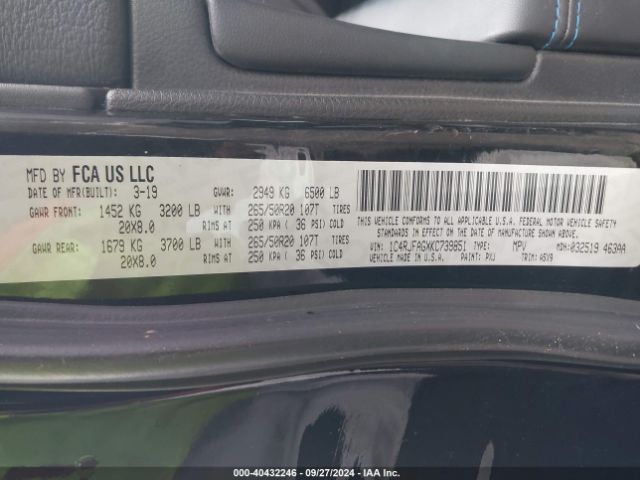 MFD BY FCA US LLC
DATE OF MFR(BUILT): 3-19 GVWR: 2949 KG 6500 LB
GAWR FRONT: 1452 KG 3200 LB WITH 265/50R20 107T TIRES
20X8.0 RIMS AT 250 KPA ( 36 PSI) COLD
GAWR REAR: 1679 KG 3700 LB WITH 265/50R20 107T TIRES
20X8.0 RIMS AT 250 KPA ( 36 PSI) COLD
THIS VEHICLE CONFORMS TO ALL APPLICABLE U.S.A. FEDERAL MOTOR VEHICLE SAFETY
STANDARDS IN EFFECT ON THE DATE OF MANUFACTURE SHOWN ABOVE.
VIN: 1C4RJFAGXKC739851 TYPE: MPV MDH:032519 463AA
VEHICLE MADE IN U.S.A. PAINT: PXJ TRIM: A5X9
000-40432246 - 09/27/2024 - IAA Inc.